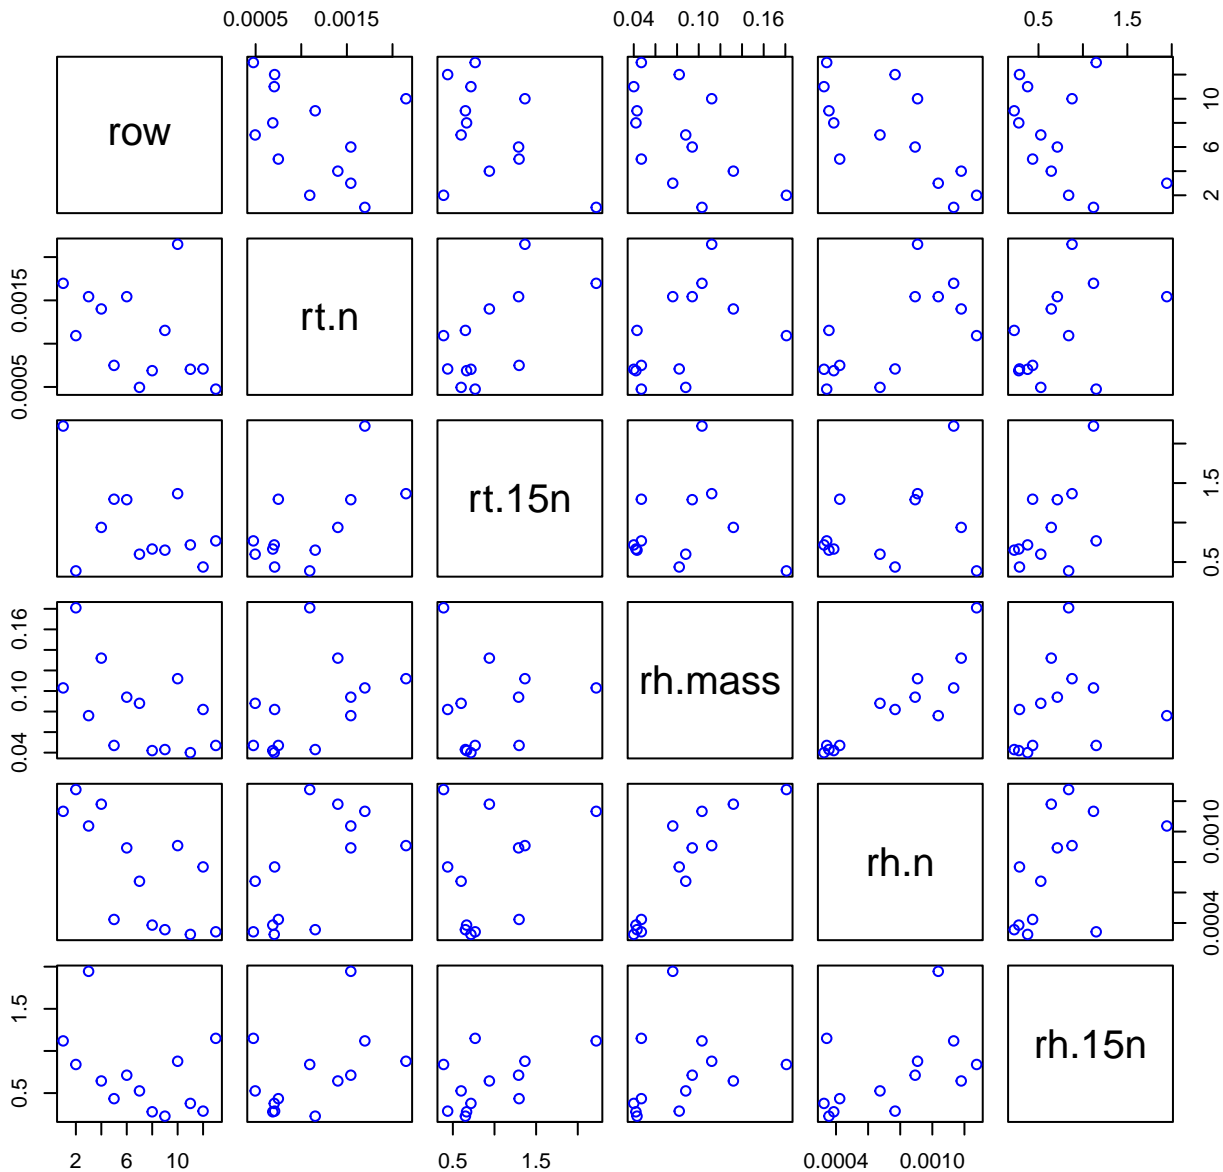 0.0005 0.0015 0.04 0.10 0.16 0.5 1.5
row 2 6 10
0.0005 0.0015 rt.n
rt.15n 0.5 1.5
0.04 0.10 0.16 rh.mass
rh.n 0.0004 0.0010
0.5 1.5 rh.15n
2 6 10 0.5 1.5 0.0004 0.0010